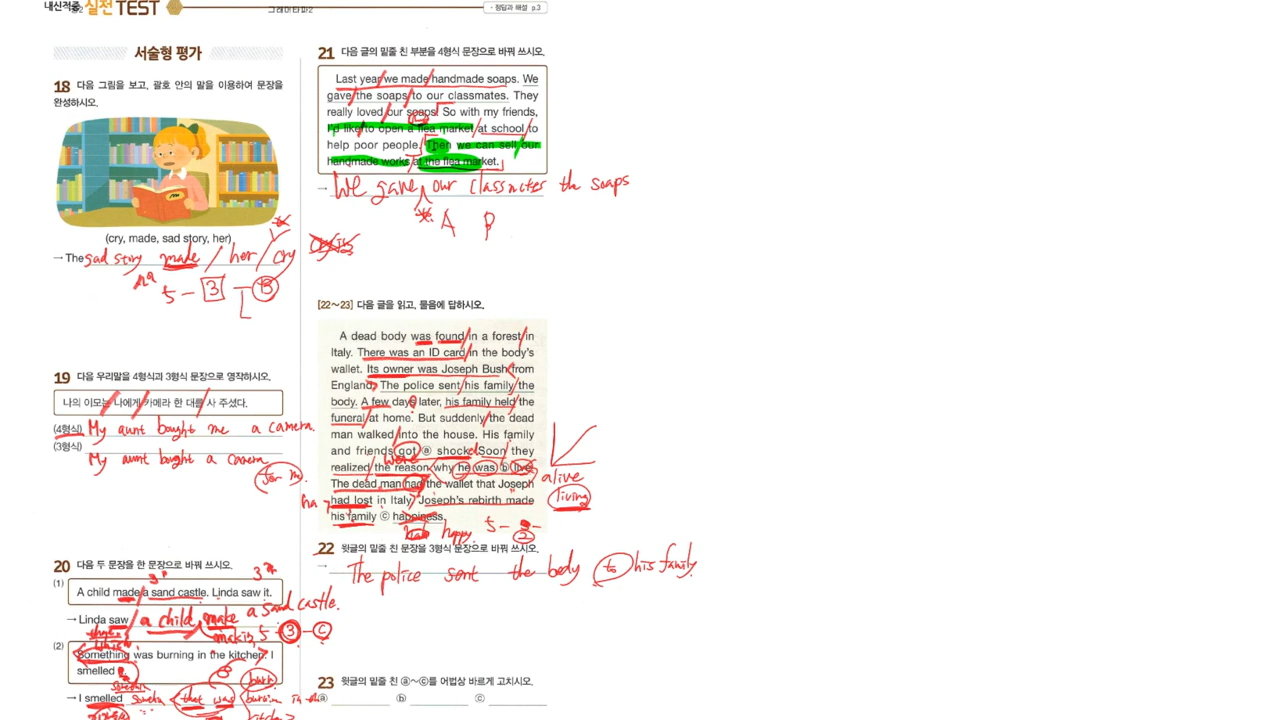 내신적중 실전 TEST
그래머타파2
· 정답과 해설 p.3
서술형 평가
18 다음 그림을 보고, 괄호 안의 말을 이용하여 문장을
완성하시오.
(cry, made, sad story, her)
→ The sad story made / her / cry
5 - 3 - B
19 다음 우리말을 4형식과 3형식 문장으로 영작하시오.
나의 이모는 나에게 카메라 한 대를 사 주셨다.
(4형식) My aunt bought me a camera.
(3형식) My aunt bought a camera
for me.
20 다음 두 문장을 한 문장으로 바꿔 쓰시오.
(1) A child made a sand castle. Linda saw it.
→ Linda saw a child make a sand castle.
5 - 3 - C
(2) Something was burning in the kitchen. I
smelled
→ I smelled that was
21 다음 글의 밑줄 친 부분을 4형식 문장으로 바꿔 쓰시오.
Last year we made handmade soaps. We
gave the soaps to our classmates. They
really loved our soaps. So with my friends,
I'd like to open a flea market at school to
help poor people. Then we can sell our
handmade works at the flea market.
→ We gave our classmates the soaps
A B
[22~23] 다음 글을 읽고, 물음에 답하시오.
A dead body was found in a forest in
Italy. There was an ID card in the body's
wallet. Its owner was Joseph Bush from
England. The police sent his family the
body. A few days later, his family held the
funeral at home. But suddenly the dead
man walked into the house. His family
and friends got ⓐ shock. Soon they
were
realized the reason why he was ⓑ live.
alive
The dead man had the wallet that Joseph
living
had lost in Italy. Joseph's rebirth made
his family ⓒ happiness.
happy. 5 - 2 -
22 윗글의 밑줄 친 문장을 3형식 문장으로 바꿔 쓰시오.
→ The police sent the body to his family.
23 윗글의 밑줄 친 ⓐ~ⓒ를 어법상 바르게 고치시오.
ⓐ ⓑ ⓒ